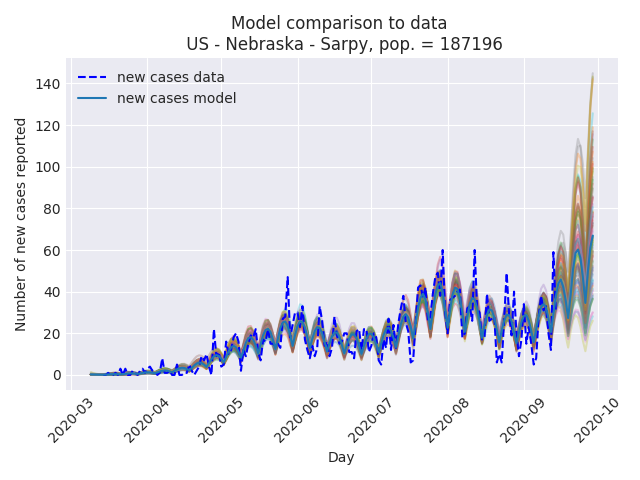 Model comparison to data
US - Nebraska - Sarpy, pop. = 187196
new cases data
new cases model
Number of new cases reported
140
120
100
80
60
40
20
0
2020-03
2020-04
2020-05
2020-06
2020-07
2020-08
2020-09
2020-10
Day